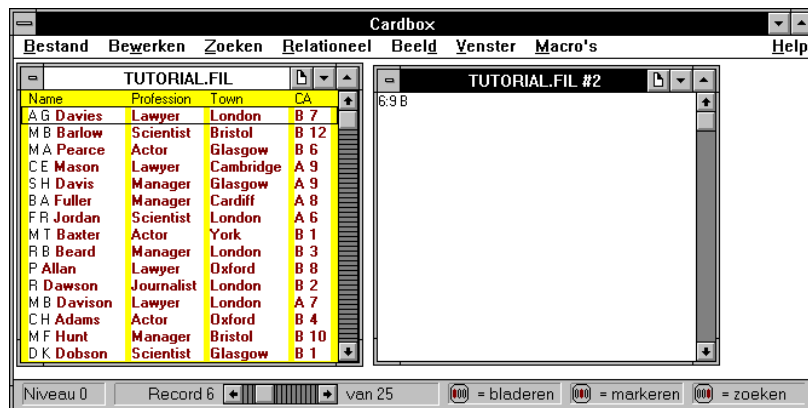 Cardbox
Bestand Bewerken Zoeken Relationeel Beeld Venster Macro's Help
TUTORIAL.FIL
Name Profession Town CA
A G Davies Lawyer London B 7
M B Barlow Scientist Bristol B 12
M A Pearce Actor Glasgow B 6
C E Mason Lawyer Cambridge A 9
S H Davis Manager Glasgow A 9
B A Fuller Manager Cardiff A 8
F R Jordan Scientist London A 6
M T Baxter Actor York B 1
R B Beard Manager London B 3
P Allan Lawyer Oxford B 8
R Dawson Journalist London B 2
M B Davison Lawyer London A 7
C H Adams Actor Oxford B 4
M F Hunt Manager Bristol B 10
D K Dobson Scientist Glasgow B 1
TUTORIAL.FIL #2
6:9 B
Niveau 0 Record 6 van 25 = bladeren = markeren = zoeken